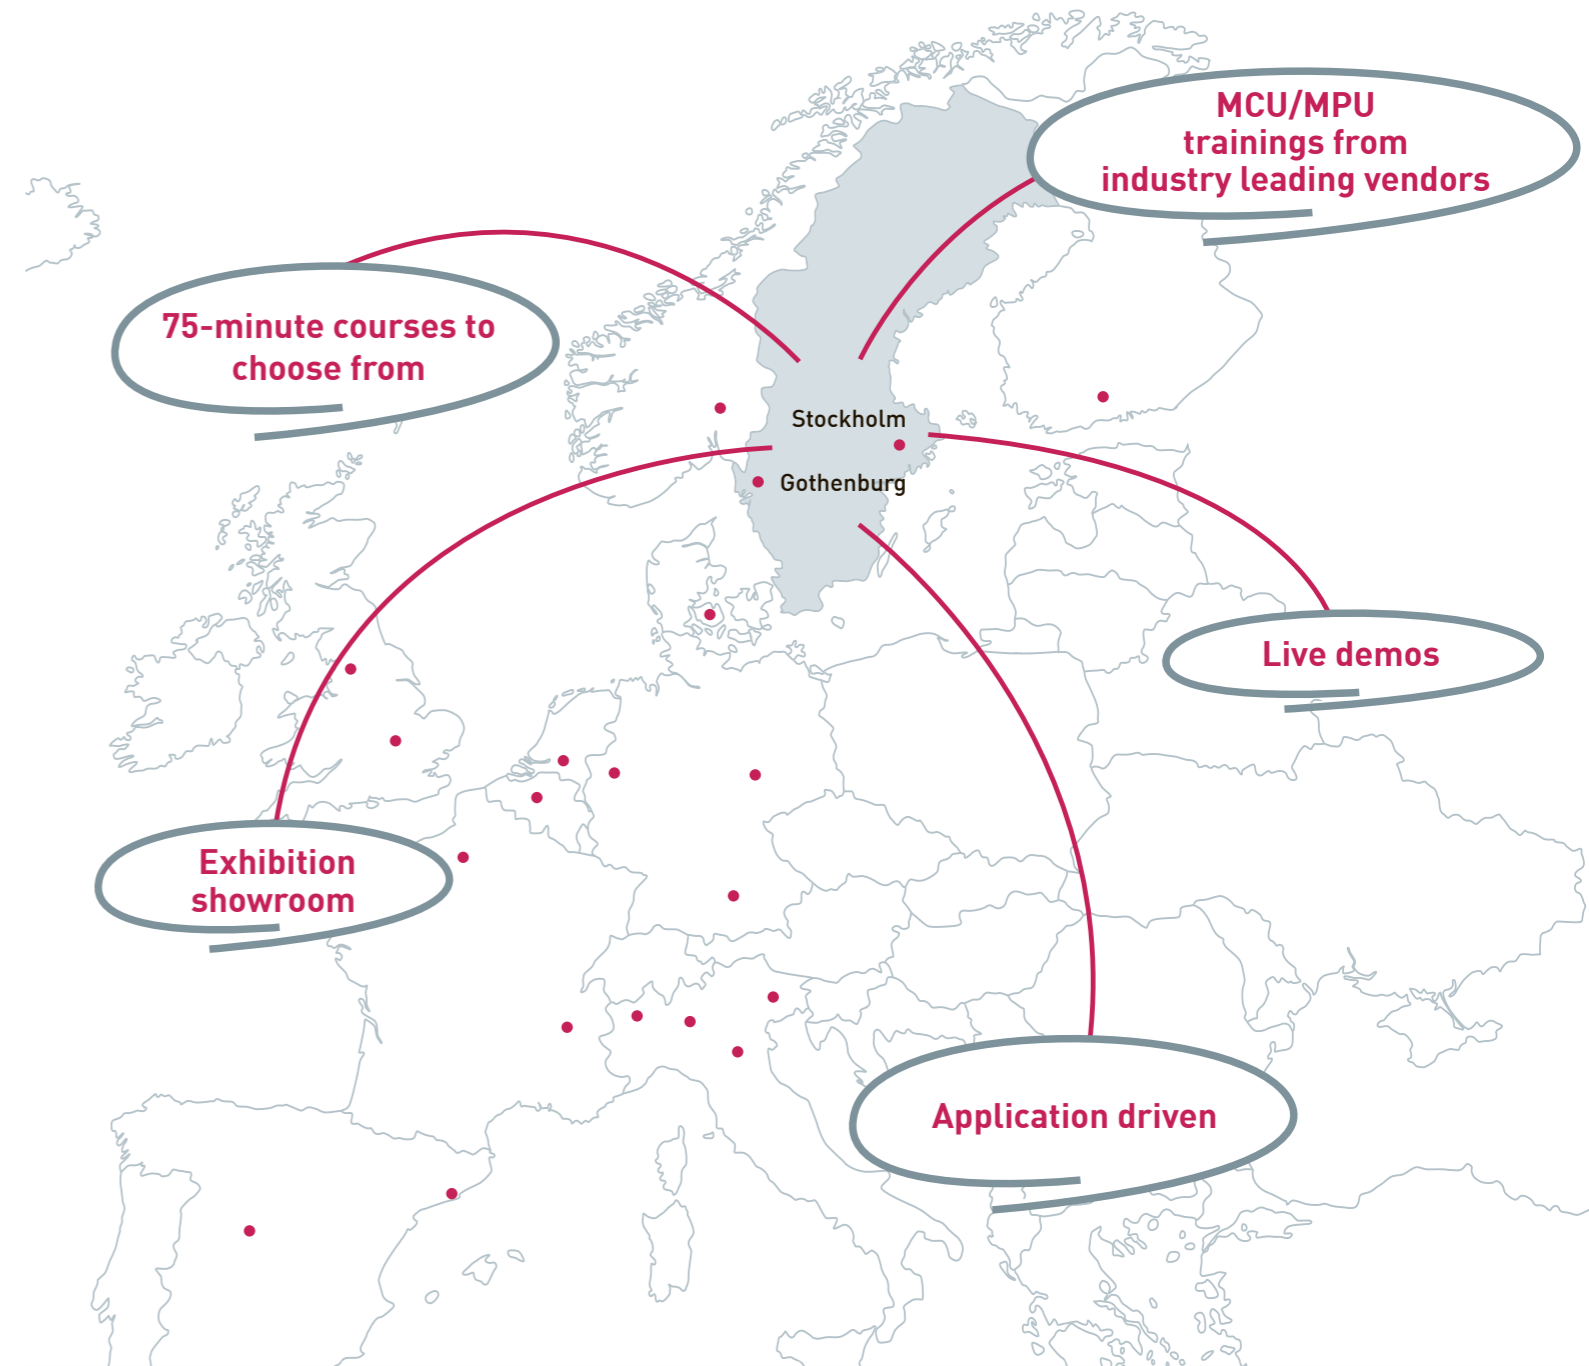 MCU/MPU
trainings from
industry leading vendors
75-minute courses to
choose from
Stockholm
Gothenburg
Live demos
Exhibition
showroom
Application driven